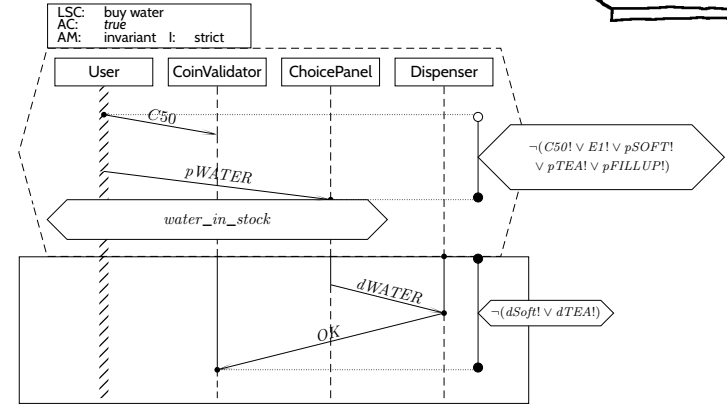 LSC: buy water
AC: true
AM: invariant I: strict
User CoinValidator ChoicePanel Dispenser
C50
¬(C50! ∨ E1! ∨ pSOFT!
∨ pTEA! ∨ pFILLUP!)
pWATER
water_in_stock
dWATER
¬(dSoft! ∨ dTEA!)
OK